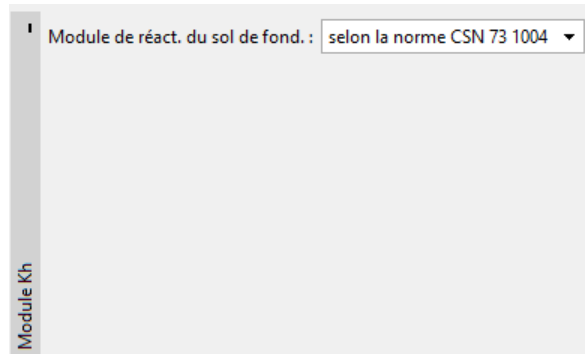 Module de réact. du sol de fond. : selon la norme CSN 73 1004
Module Kh